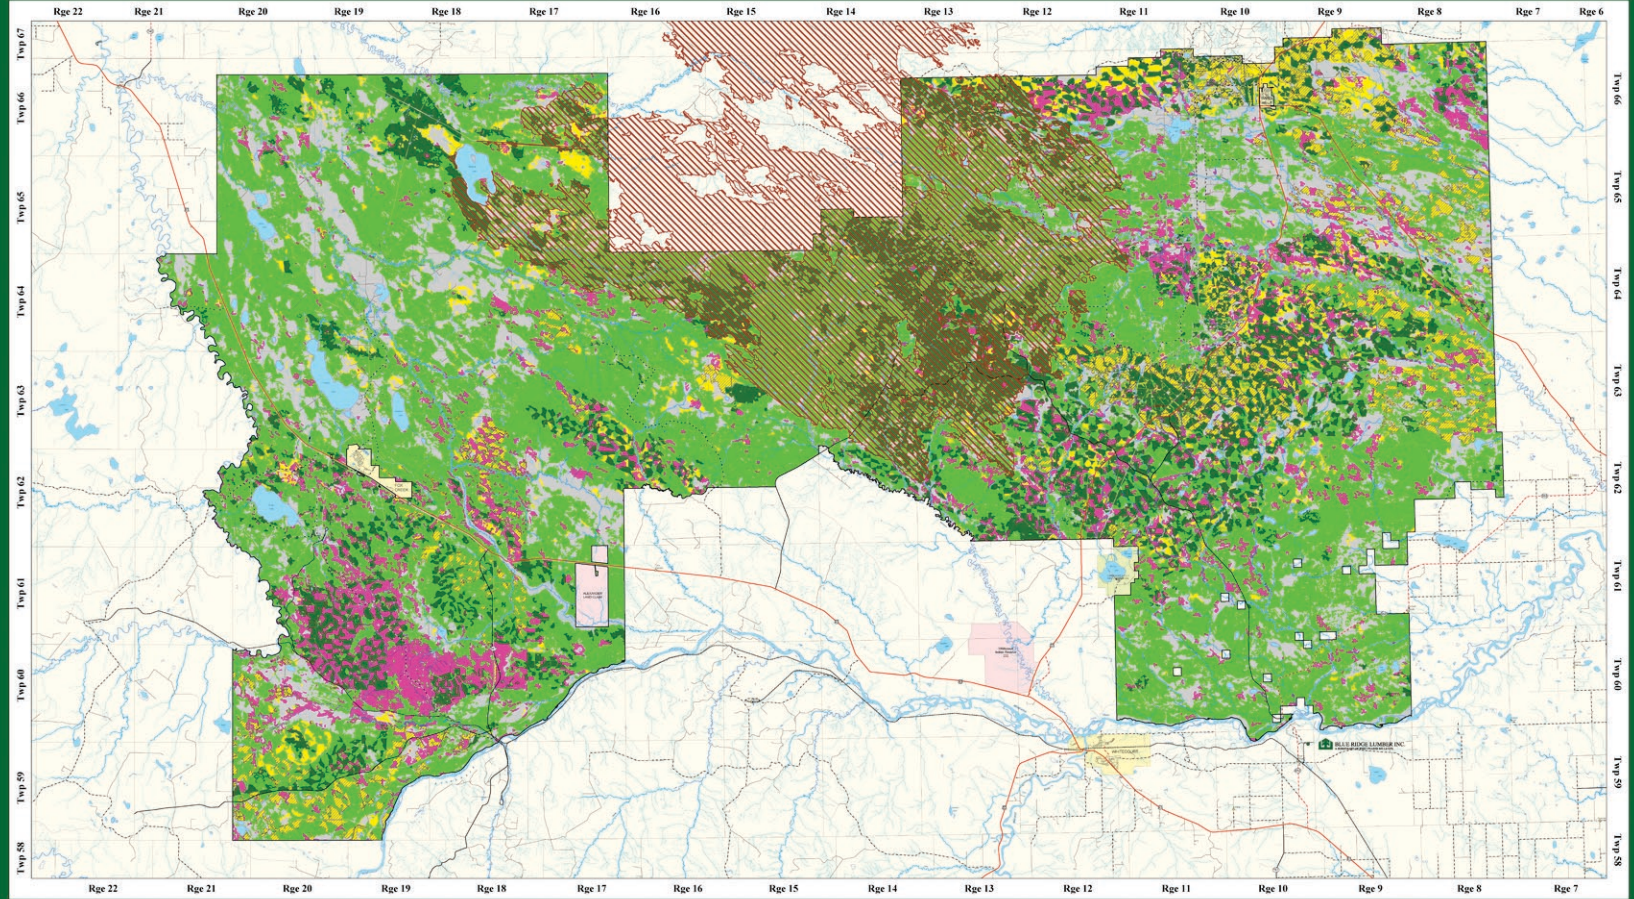 Rge 22 Rge 21 Rge 20 Rge 19 Rge 18 Rge 17 Rge 16 Rge 15 Rge 14 Rge 13 Rge 12 Rge 11 Rge 10 Rge 9 Rge 8 Rge 7 Rge 6
Twp 67
Twp 66
Twp 65
Twp 64
Twp 63
Twp 62
Twp 61
Twp 60
Twp 59
Twp 58
Twp 66
Twp 65
Twp 64
Twp 63
Twp 62
Twp 61
Twp 60
Twp 59
Twp 58
FOX
CREEK
ALEXANDER
WHITECOURT
BLUE RIDGE LUMBER INC.
Rge 22 Rge 21 Rge 20 Rge 19 Rge 18 Rge 17 Rge 16 Rge 15 Rge 14 Rge 13 Rge 12 Rge 11 Rge 10 Rge 9 Rge 8 Rge 7